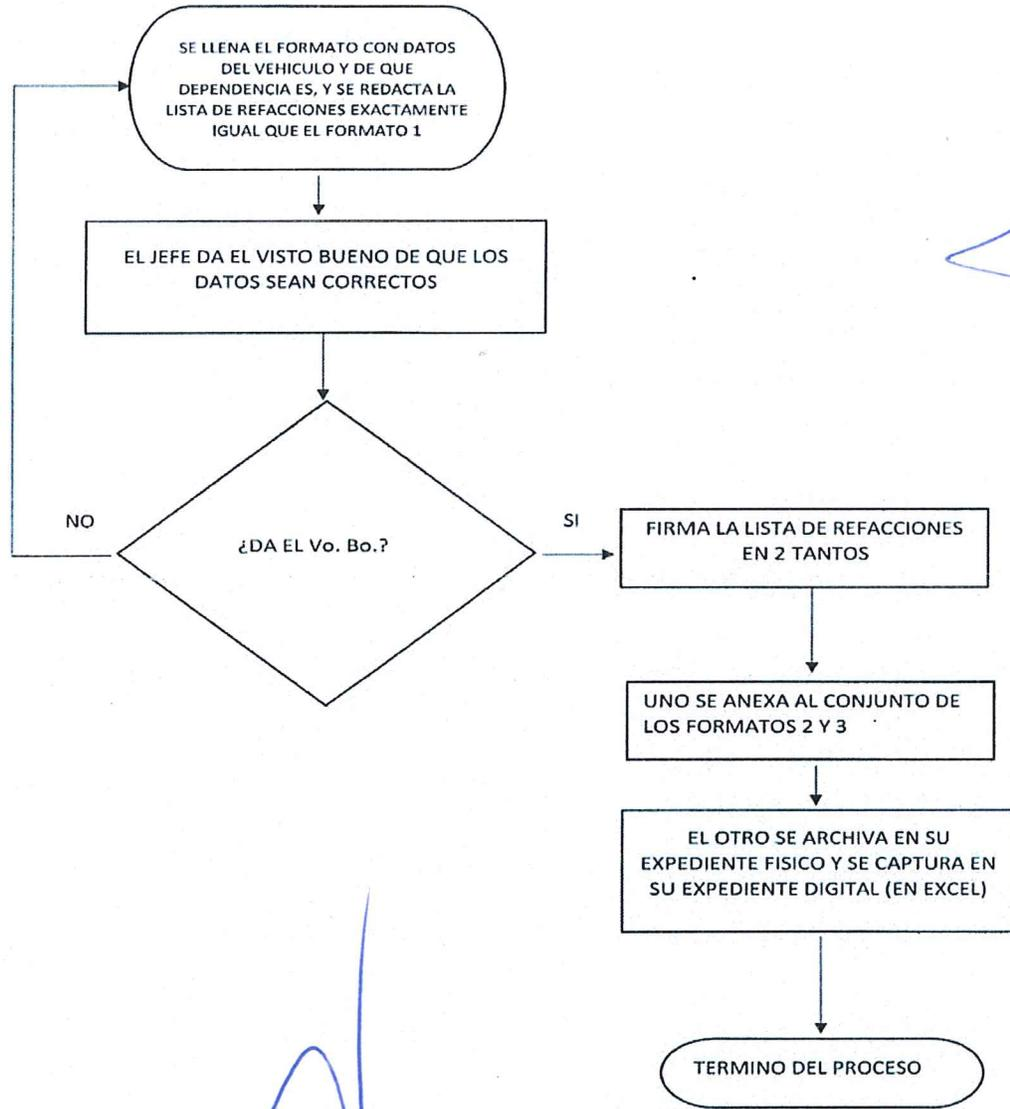 SE LLENA EL FORMATO CON DATOS
DEL VEHICULO Y DE QUE
DEPENDENCIA ES, Y SE REDACTA LA
LISTA DE REFACCIONES EXACTAMENTE
IGUAL QUE EL FORMATO 1
EL JEFE DA EL VISTO BUENO DE QUE LOS
DATOS SEAN CORRECTOS
NO
¿DA EL Vo. Bo.?
SI
FIRMA LA LISTA DE REFACCIONES
EN 2 TANTOS
UNO SE ANEXA AL CONJUNTO DE
LOS FORMATOS 2 Y 3
EL OTRO SE ARCHIVA EN SU
EXPEDIENTE FISICO Y SE CAPTURA EN
SU EXPEDIENTE DIGITAL (EN EXCEL)
TERMINO DEL PROCESO